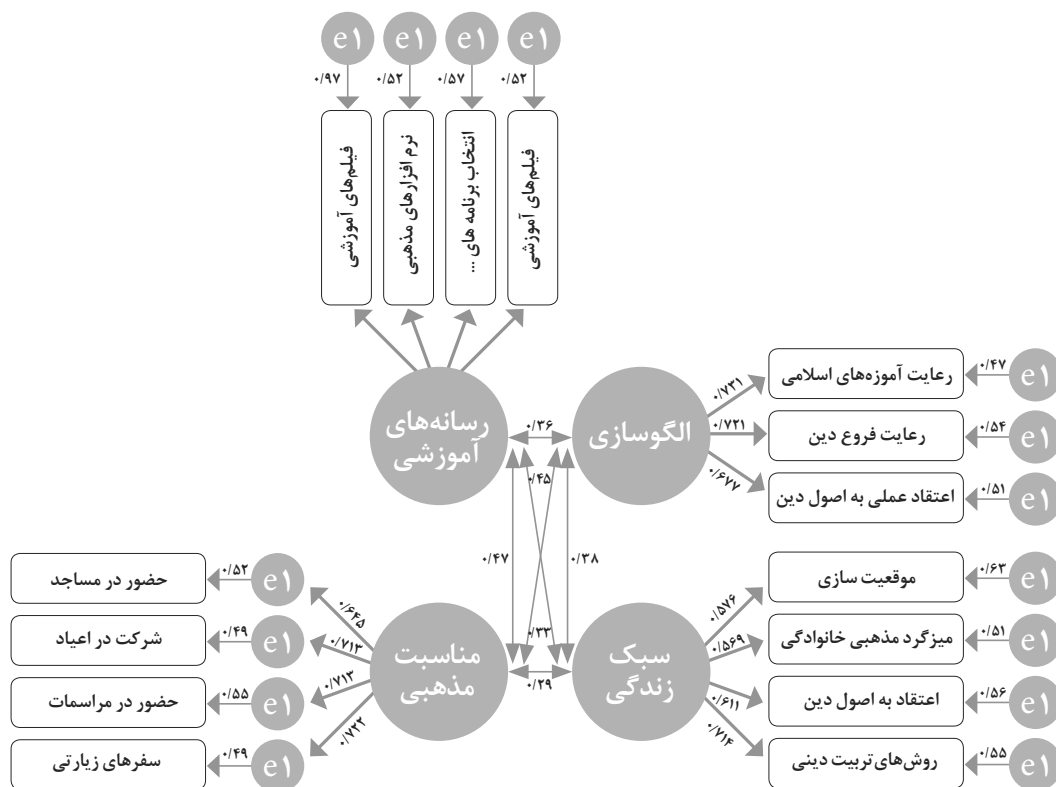 e۱ e۱ e۱ e۱
۰/۹۷ ۰/۵۲ ۰/۵۷ ۰/۵۲
فیلم‌های آموزشی
نرم افزارهای مذهبی
انتخاب برنامه های ...
فیلم‌های آموزشی
رسانه‌های
آموزشی
الگوسازی
۰/۳۶
۰/۷۳۱
رعایت آموزه‌های اسلامی
۰/۴۷
e۱
۰/۷۲۱
رعایت فروع دین
۰/۵۴
e۱
۰/۶۷۷
اعتقاد عملی به اصول دین
۰/۵۱
e۱
۰/۴۵
۰/۴۷
۰/۳۸
۰/۳۳
۰/۲۹
سبک
زندگی
۰/۵۷۶
موقعیت سازی
۰/۶۳
e۱
۰/۵۶۹
میزگرد مذهبی خانوادگی
۰/۵۱
e۱
۰/۶۱۱
اعتقاد به اصول دین
۰/۵۶
e۱
۰/۷۱۴
روش‌های تربیت دینی
۰/۵۵
e۱
مناسبت
مذهبی
۰/۶۴۵
e۱
۰/۵۲
حضور در مساجد
۰/۷۱۳
e۱
۰/۴۹
شرکت در اعیاد
۰/۷۱۳
e۱
۰/۵۵
حضور در مراسمات
۰/۷۲۲
e۱
۰/۴۹
سفرهای زیارتی